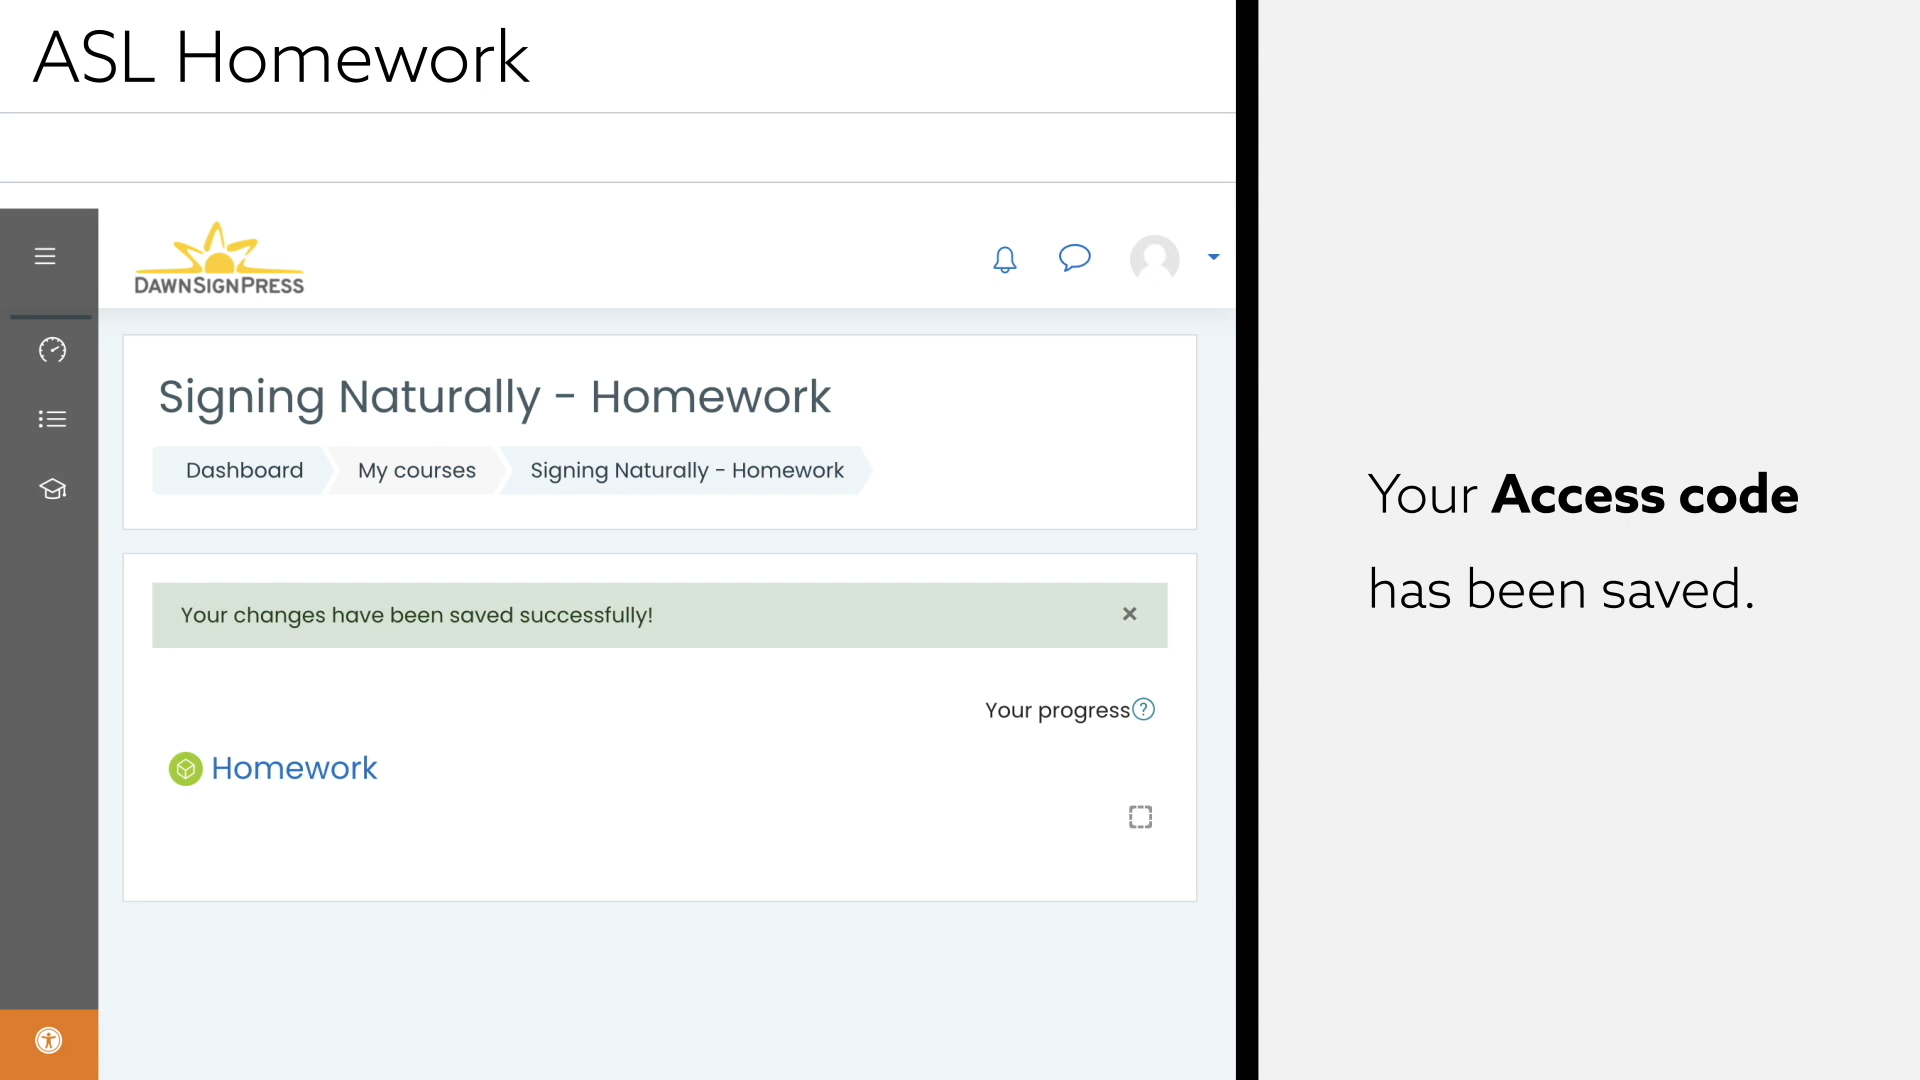 ASL Homework
DAWNSIGNPRESS
Signing Naturally - Homework
Dashboard
My courses
Signing Naturally - Homework
Your changes have been saved successfully!
×
Your progress
?
Homework
Your Access code
has been saved.